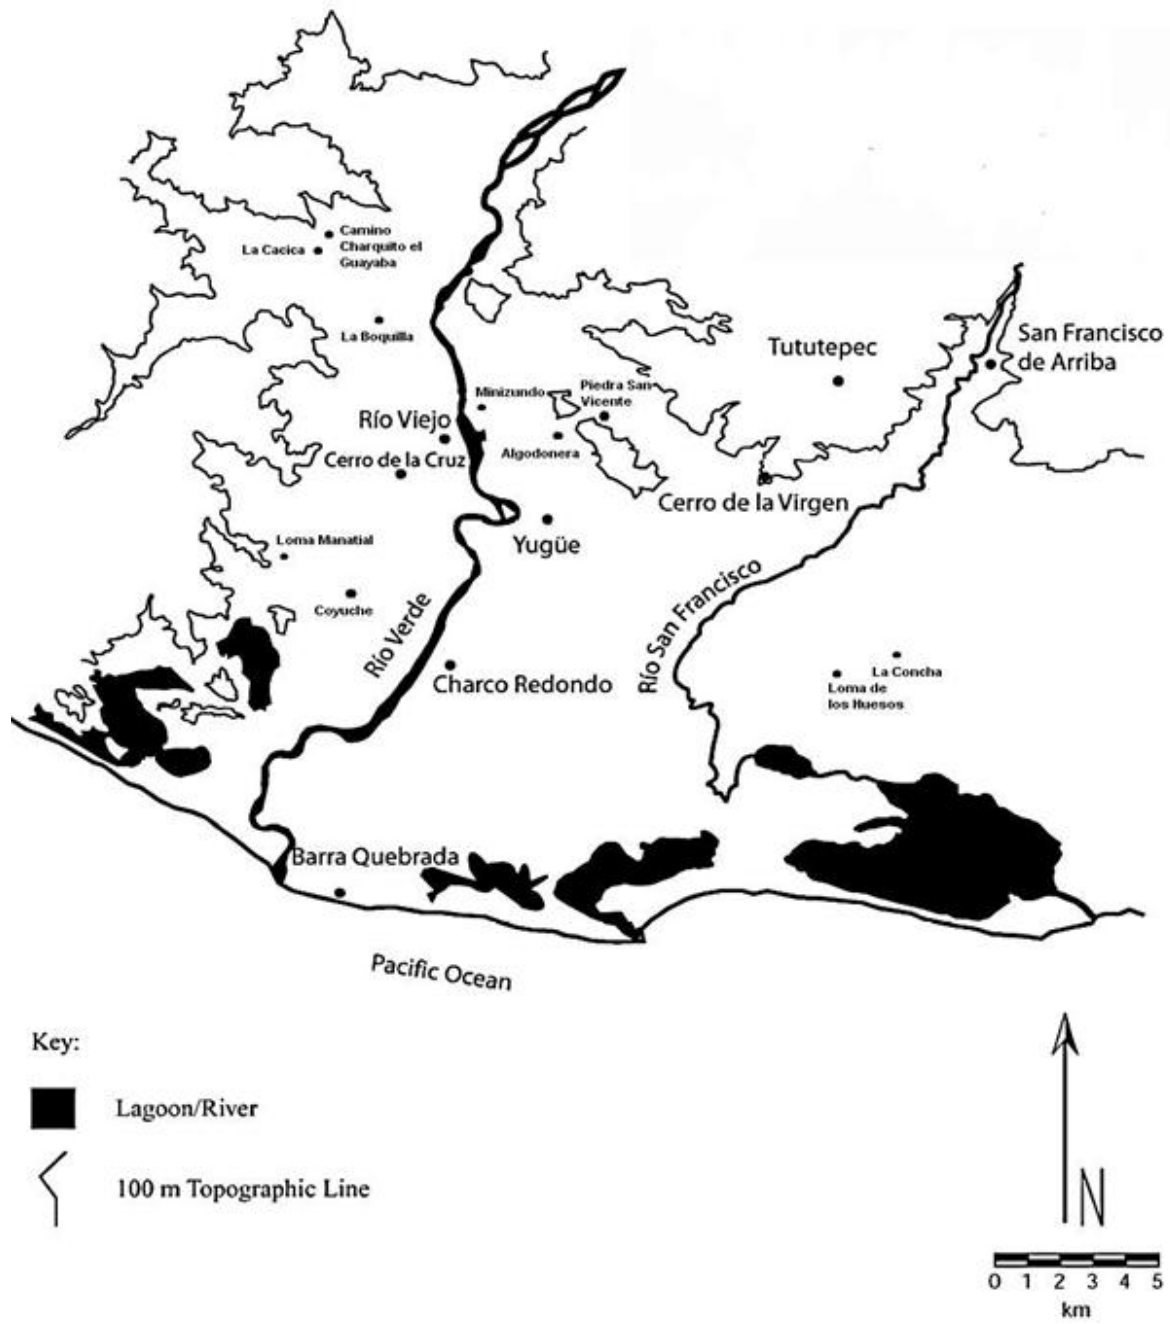 Camino
Charquito el
Guayaba
La Cacica
La Boquilla
San Francisco
de Arriba
Tututepec
Minizundo
Piedra San
Vicente
Río Viejo
Algodonera
Cerro de la Cruz
Cerro de la Virgen
Loma Manatial
Yugüe
Coyuche
Río Verde
Río San Francisco
Charco Redondo
La Concha
Loma de
los Huesos
Barra Quebrada
Pacific Ocean
Key:
Lagoon/River
100 m Topographic Line
N
0 1 2 3 4 5
km